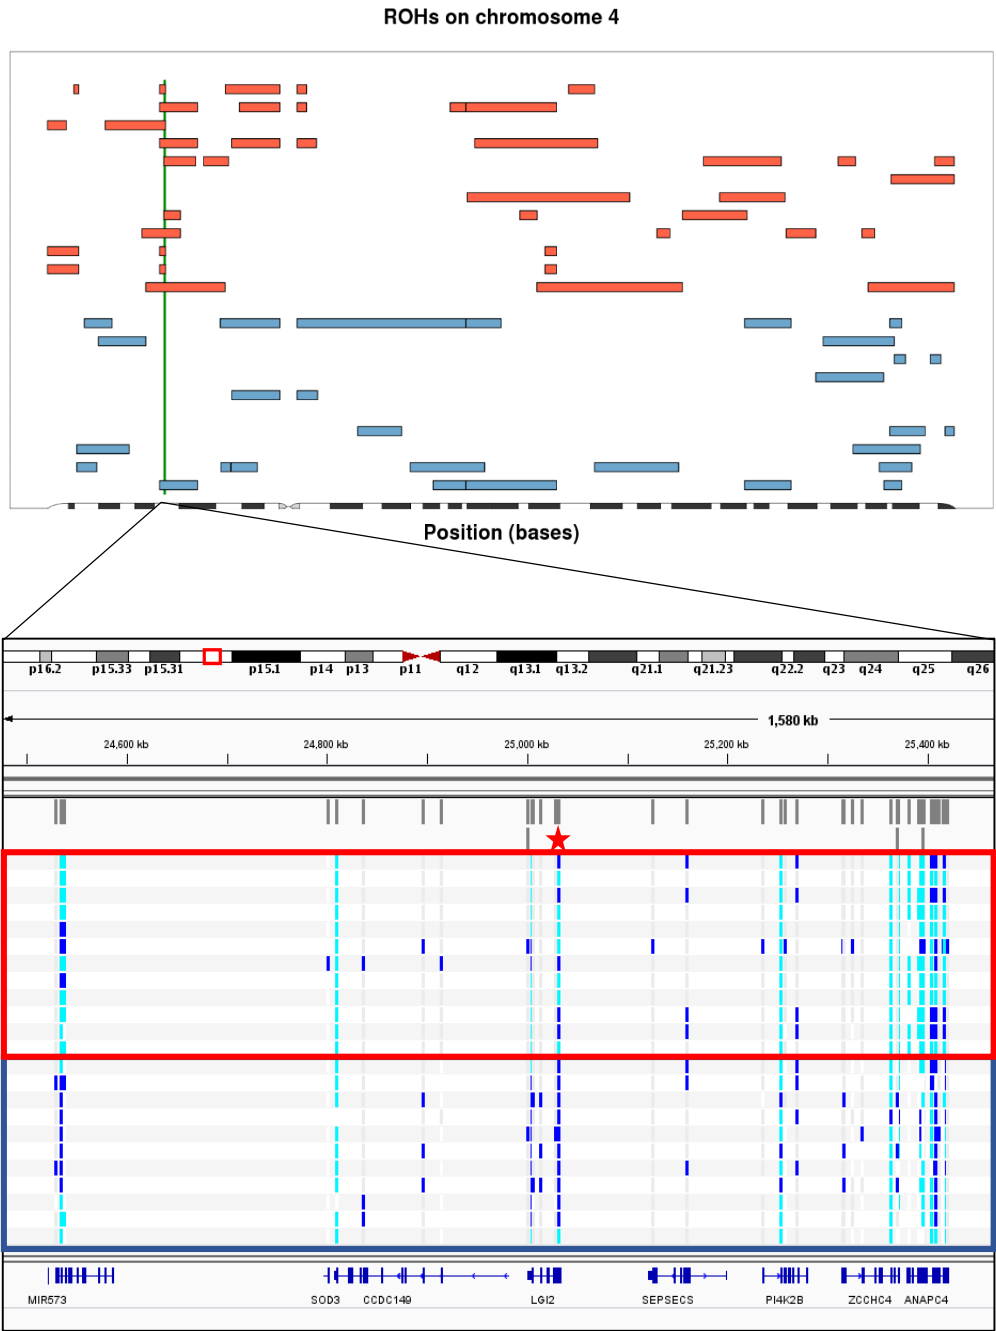 ROHs on chromosome 4
Position (bases)
p16.2 p15.33 p15.31 p15.1 p14 p13 p11 q12 q13.1 q13.2 q21.1 q21.23 q22.2 q23 q24 q25 q26
1,580 kb
24,600 kb 24,800 kb 25,000 kb 25,200 kb 25,400 kb
MIR573 SOD3 CCDC149 LGI2 SEPSECS PI4K2B ZCCHC4 ANAPC4